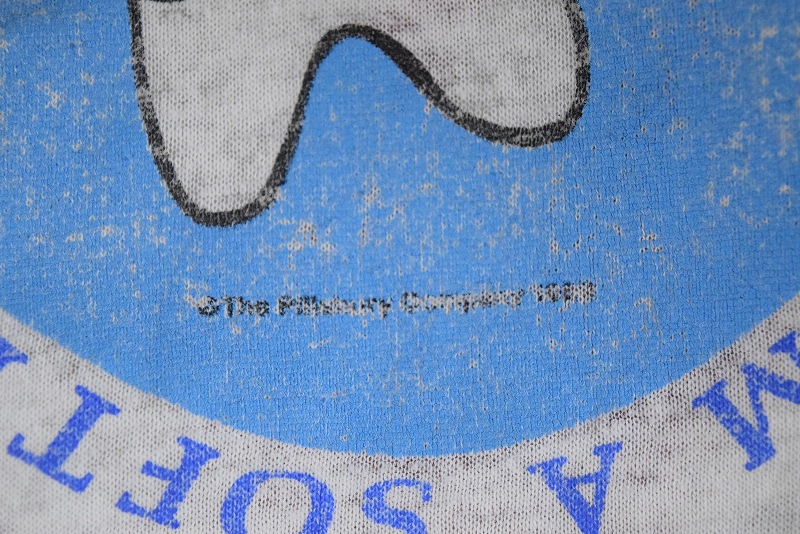 ©The Pillsbury Company
'M A SOFT